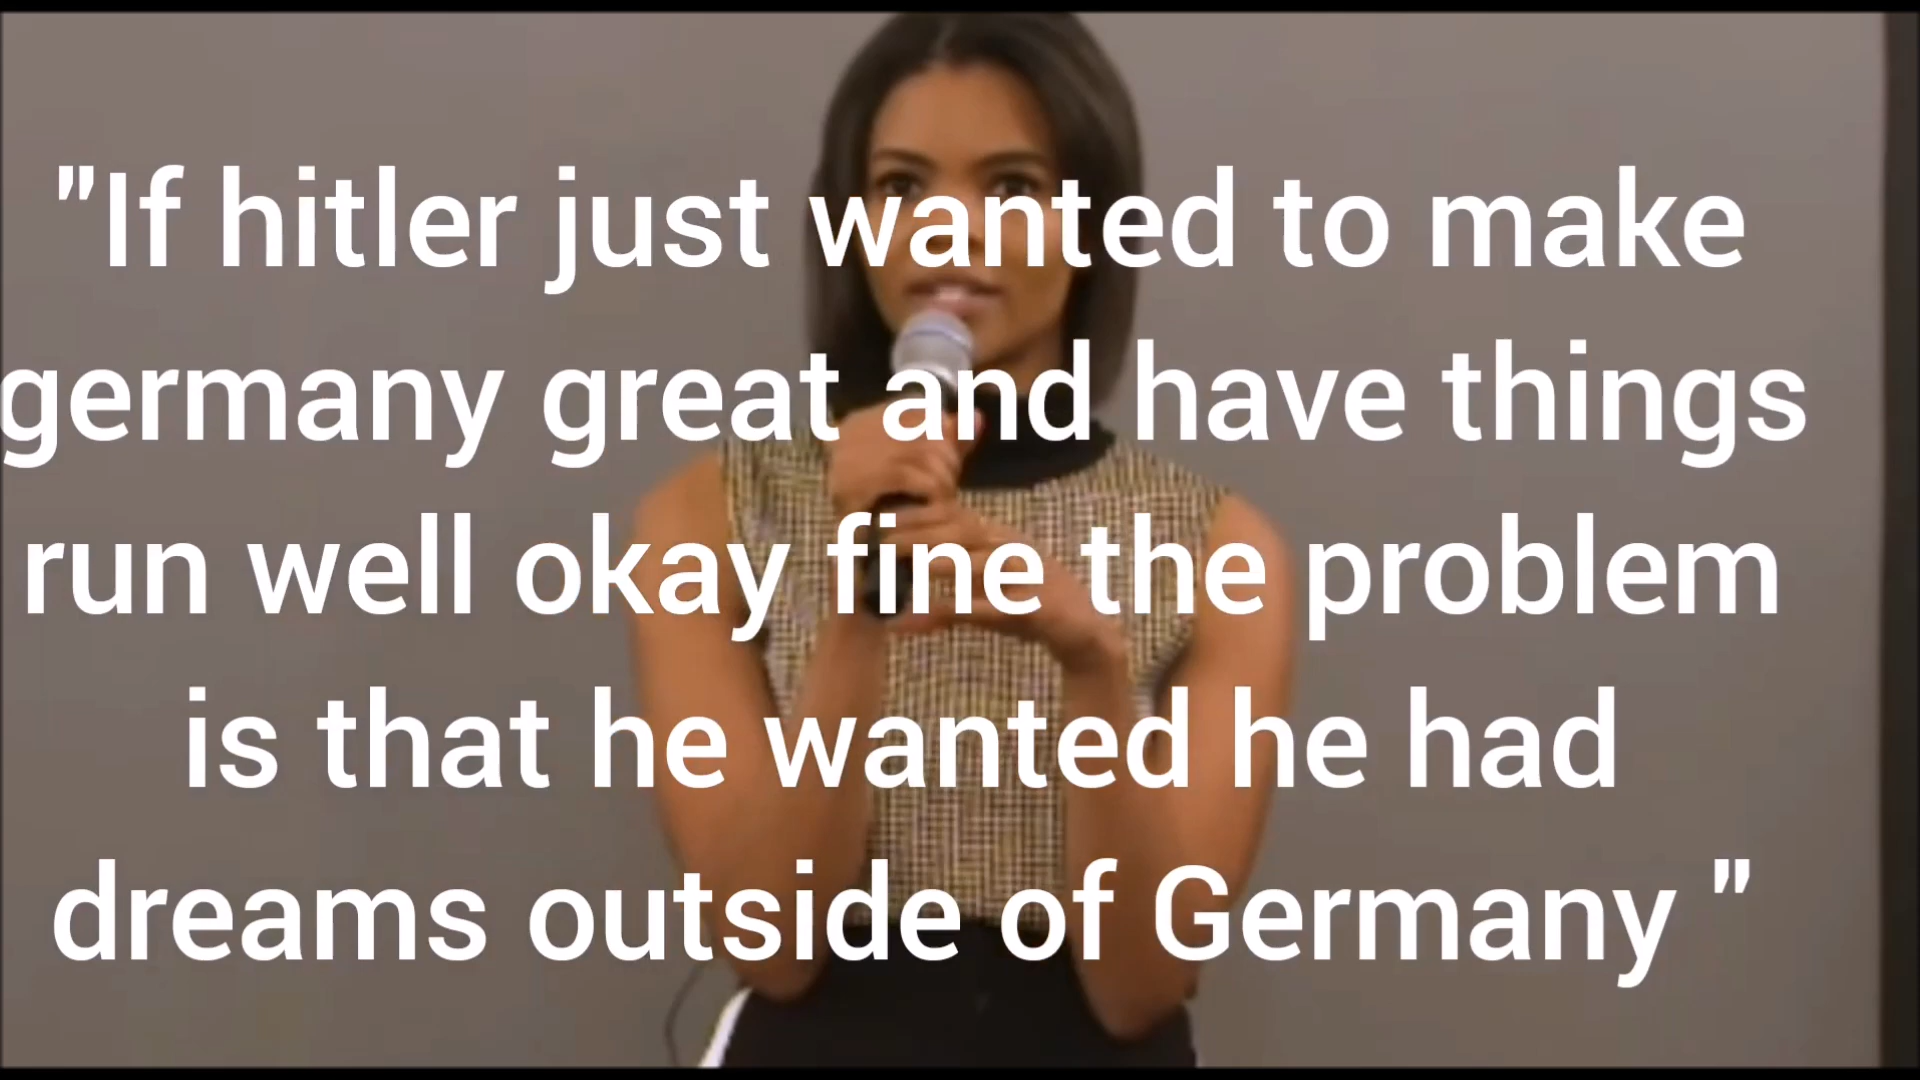 "If hitler just wanted to make
germany great and have things
run well okay fine the problem
is that he wanted he had
dreams outside of Germany "